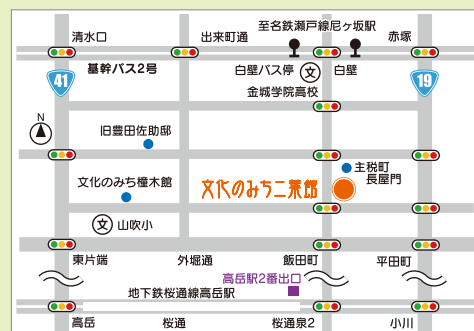 至名鉄瀬戸線尼ヶ坂駅
清水口
出来町通
赤塚
41
基幹バス2号
白壁バス停
文
白壁
19
金城学院高校
N
旧豊田佐助邸
主税町
長屋門
文化のみち橦木館
文化のみち二葉館
文
山吹小
東片端
外堀通
飯田町
平田町
高岳駅2番出口
地下鉄桜通線高岳駅
高岳
桜通
桜通泉2
小川